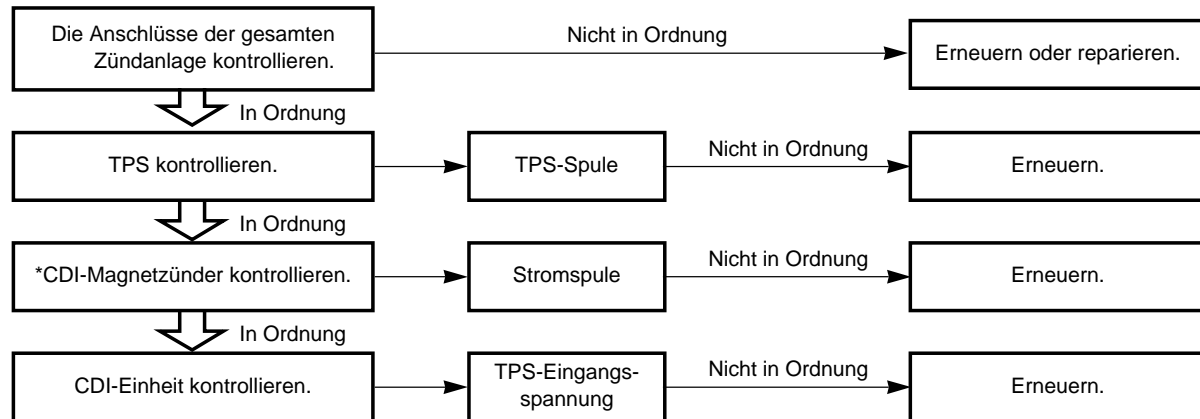 Die Anschlüsse der gesamten
Zündanlage kontrollieren.
Nicht in Ordnung
Erneuern oder reparieren.
In Ordnung
TPS kontrollieren.
TPS-Spule
Nicht in Ordnung
Erneuern.
In Ordnung
*CDI-Magnetzünder kontrollieren.
Stromspule
Nicht in Ordnung
Erneuern.
In Ordnung
CDI-Einheit kontrollieren.
TPS-Eingangs-
spannung
Nicht in Ordnung
Erneuern.